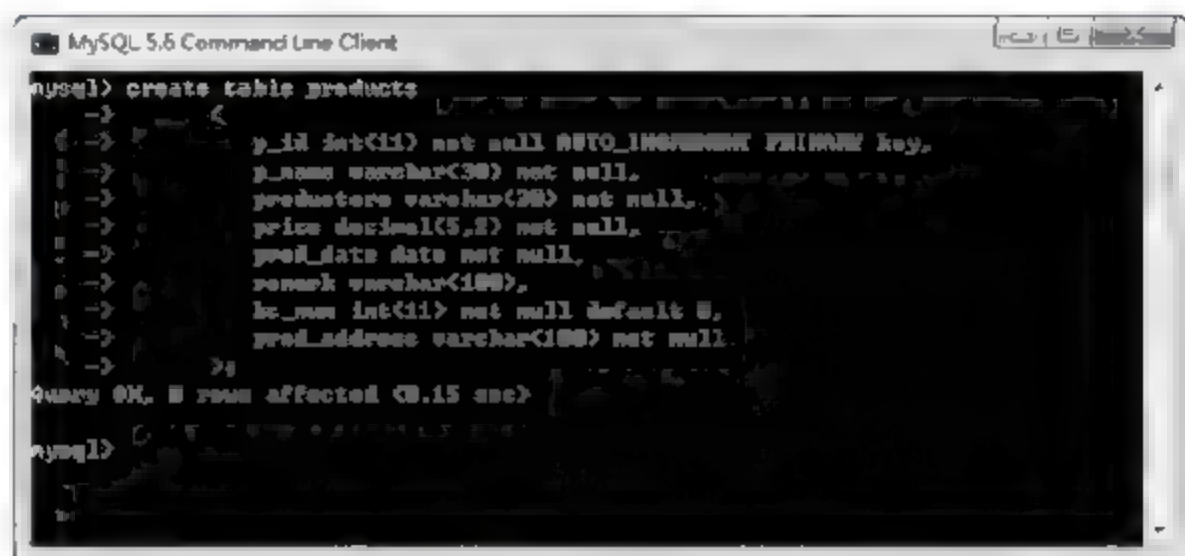 MySQL 5.6 Command Line Client
mysql> create table products
-> (
-> p_id int(11) not null AUTO_INCREMENT PRIMARY key,
-> p_name varchar(30) not null,
-> producters varchar(20) not null,
-> price decimal(5,2) not null,
-> prod_date date not null,
-> remark varchar(100),
-> kc_num int(11) not null default 0,
-> prod_address varchar(100) not null
-> );
Query OK, 0 rows affected (0.15 sec)
mysql>